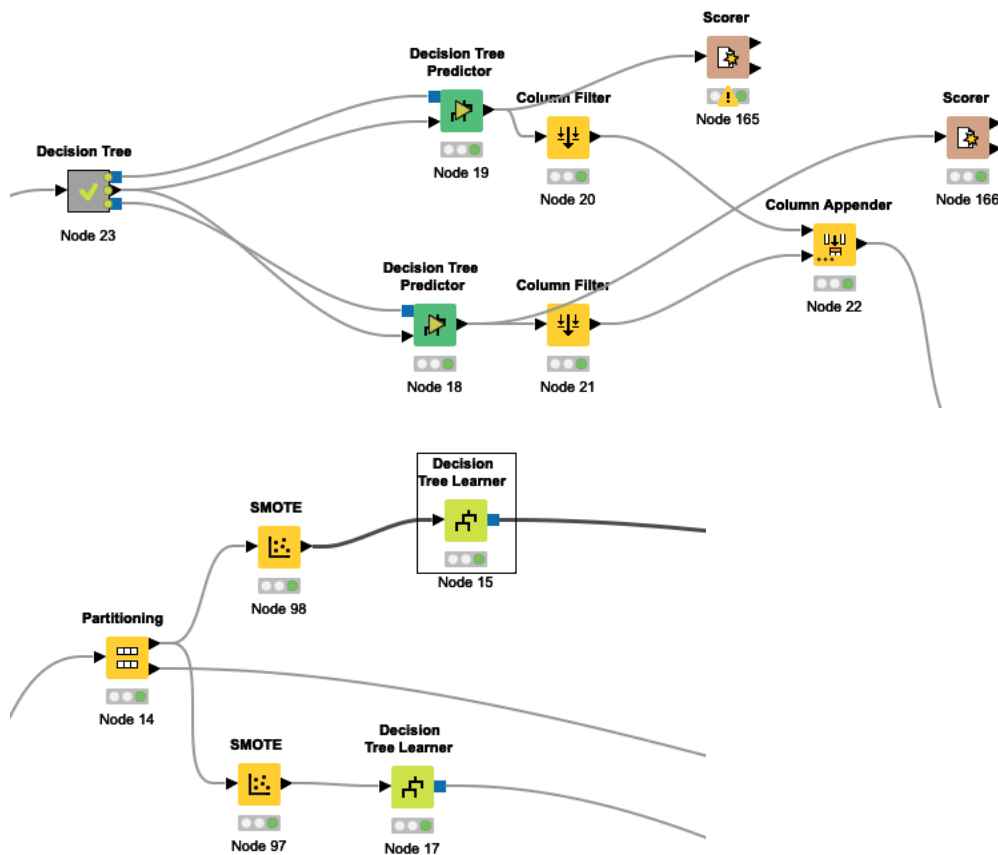 Scorer
Node 165
Decision Tree
Predictor
Node 19
Column Filter
Node 20
Scorer
Node 166
Decision Tree
Node 23
Column Appender
Node 22
Decision Tree
Predictor
Node 18
Column Filter
Node 21
Decision
Tree Learner
Node 15
SMOTE
Node 98
Partitioning
Node 14
SMOTE
Node 97
Decision
Tree Learner
Node 17